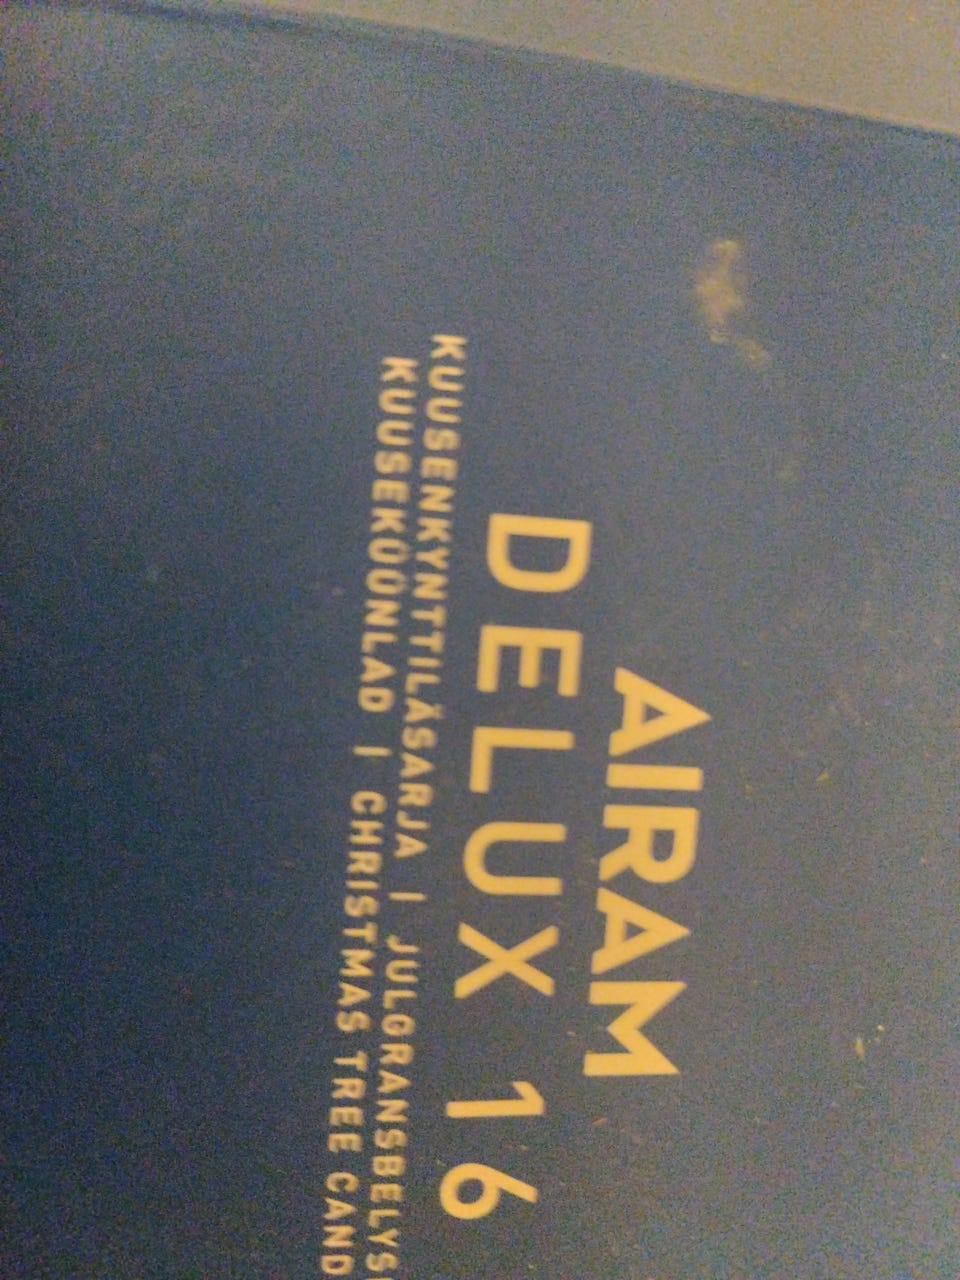 AIRAM
DELUX 16
KUUSENKYNTTILÄSARJA | JULGRANSBELYS
KUUSEKÜÜNLAD | CHRISTMAS TREE CAND